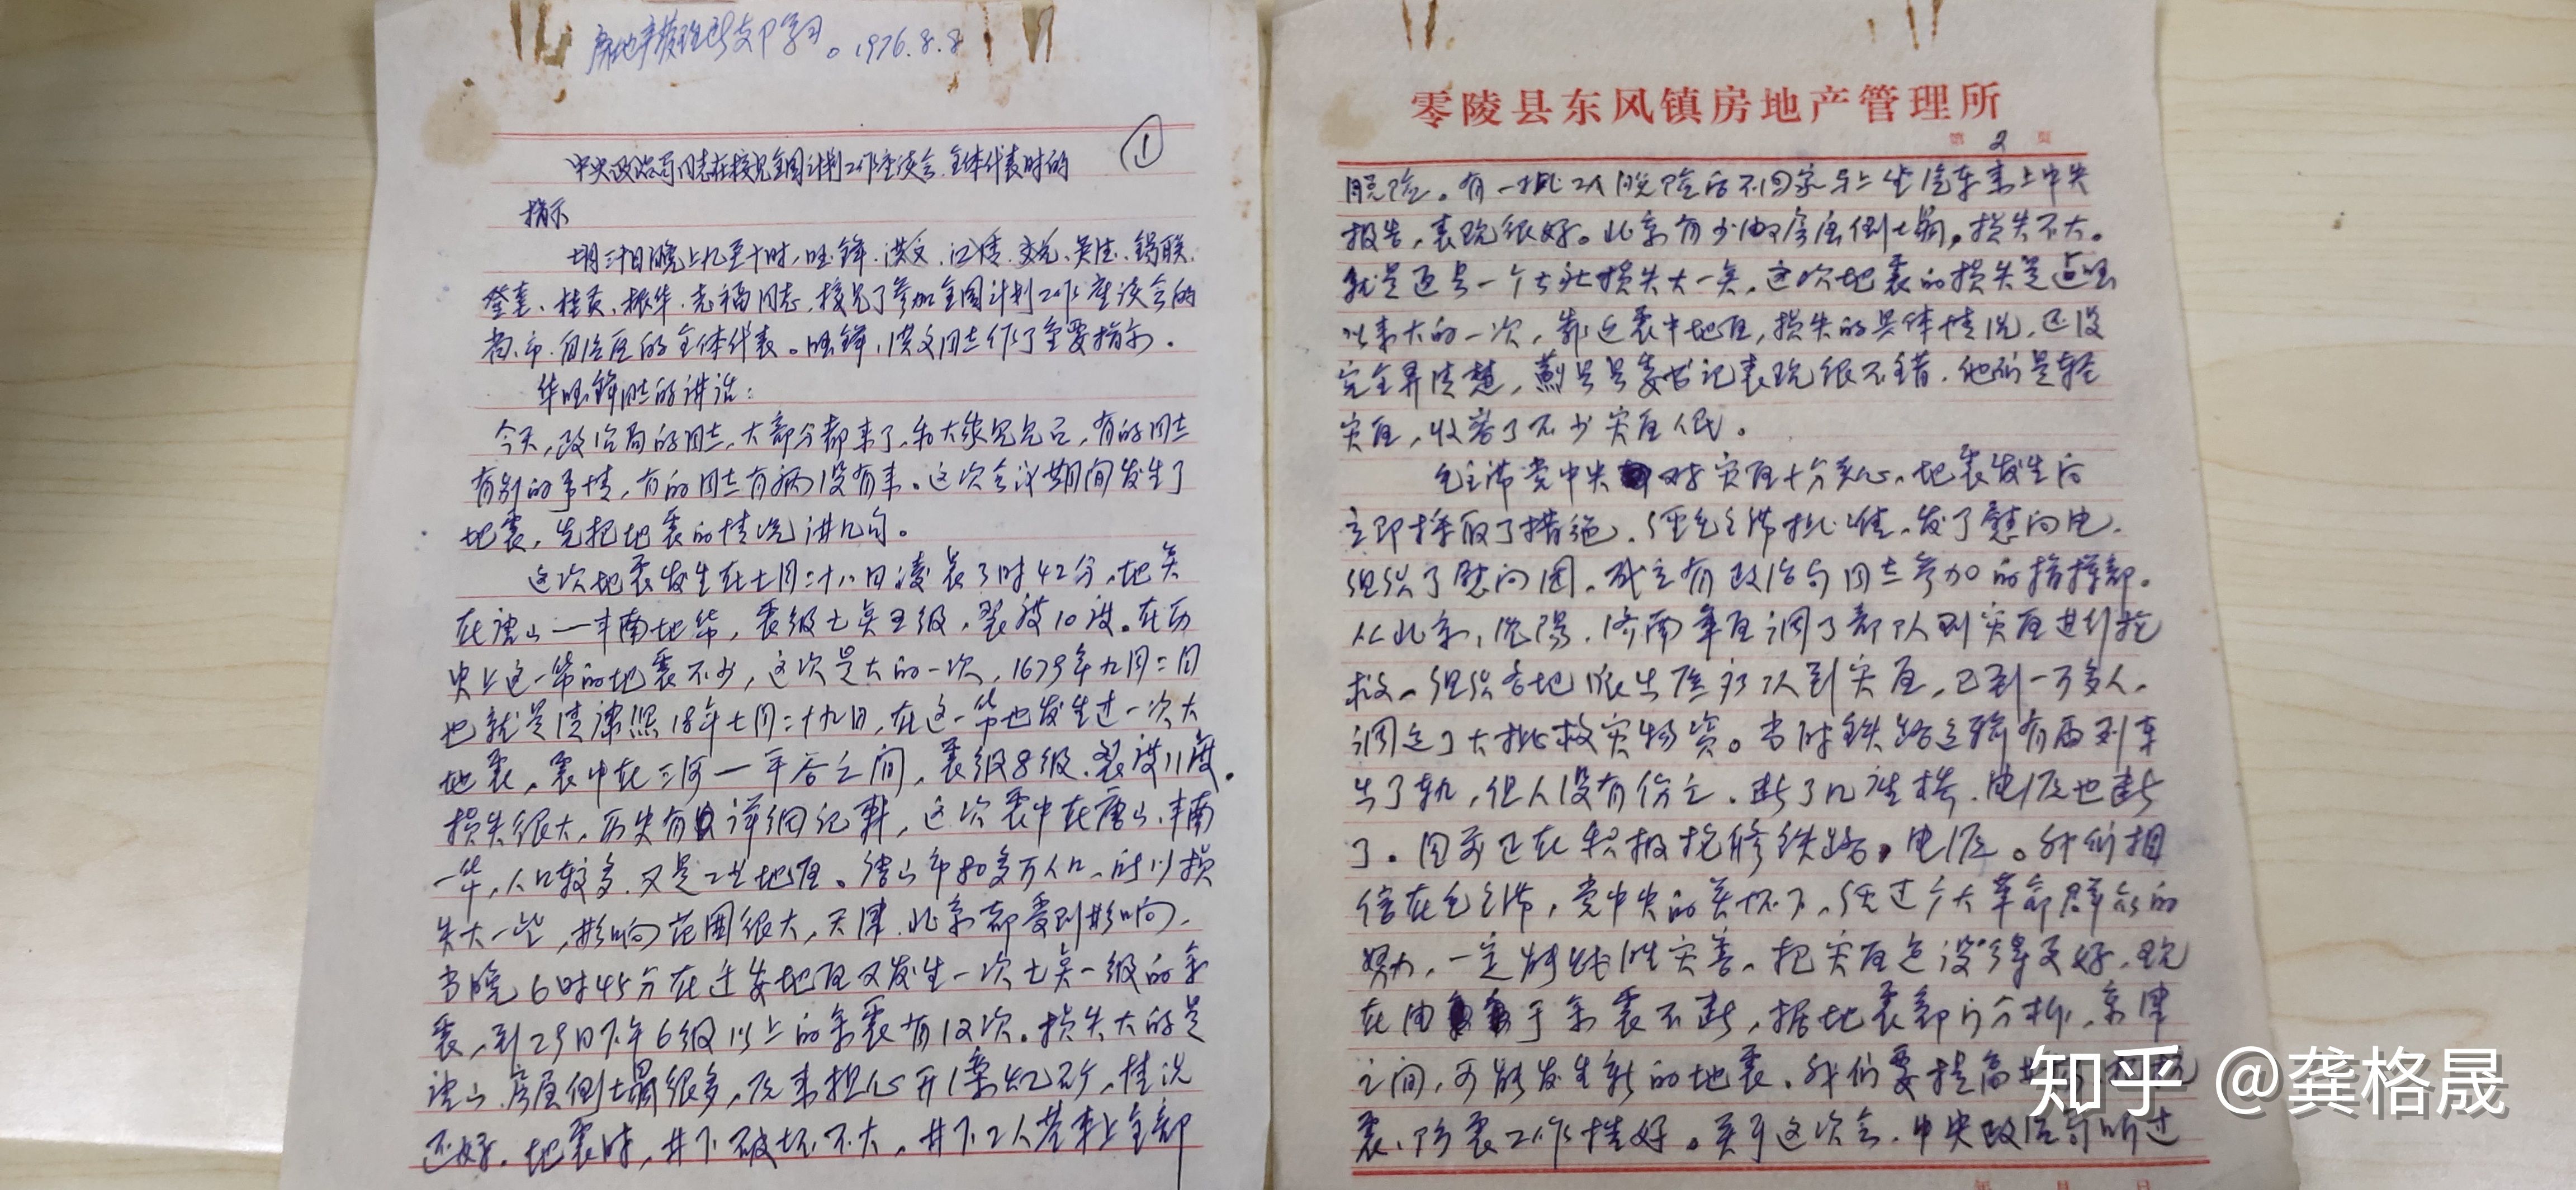 房地产管理所支部学习。1976.8.8
①
中央政治局同志在接见全国计划工作座谈会全体代表时的
指示
七月三十日晚上九至十时,国锋、洪文、江青、春桥、吴德、锡联、
登奎、桂贤、振华、先福同志,接见了参加全国计划工作座谈会的
省、市、自治区的全体代表。国锋、洪文同志作了重要指示。
华国锋同志的讲话:
今天,政治局的同志,大部分都来了,和大家见见面,有的同志
有别的事情,有的同志有病没有来。这次会议期间发生了
地震,先把地震的情况讲几句。
这次地震发生在七月二十八日凌晨3时42分,地点
在唐山—丰南地带,震级七点五级,裂度10度。在历
史上这一带的地震不少,这次是大的一次,1679年九月二日
也就是清康熙18年七月二十九日,在这一带也发生过一次大
地震,震中在三河—平谷之间,震级8级,裂度11度。
损失很大,历史有详细记载,这次震中在唐山、丰南
一带,人口较多,又是工业地区。唐山市80多万人口,所以损
失大一些,影响范围很大,天津、北京都受到影响,
当晚6时45分在迁安地区又发生一次七点一级的余
震,到29日下午6级以上的余震有12次。损失大的是
唐山,房屋倒塌很多,原来担心开滦煤矿,情况
还好。地震时,井下破坏不大,井下工人基本上全部
零陵县东风镇房地产管理所
第2页
脱险。有一批工人脱险后不回家马上坐汽车来上中央
报告,表现很好。北京有少由房屋倒塌,损失不大。
就是通县一个公社损失大一点,这次地震的损失是建国
以来大的一次,靠近震中地区,损失的具体情况,还没
完全弄清楚,蓟县县委书记表现很不错,他们是轻
灾区,收容了不少灾区人民。
毛主席党中央对灾区十分关心,地震发生后
立即采取了措施,经毛主席批准,发了慰问电,
组织了慰问团,成立有政治局同志参加的指挥部。
从北京,沈阳,济南军区调了部队到灾区进行抢
救,组织各地派出医疗队到灾区,已到一万多人,
调运了大批救灾物资。当时铁路运输有两列车
出了轨,但人没有伤亡,断了几座桥,电源也断
了。目前正在积极抢修铁路,电源。我们相
信在毛主席,党中央的关怀下,经过广大革命群众的
努力,一定能战胜灾害,把灾区建设得更好,现
在由于余震不断,据地震部门分析,京津
之间,可能发生新的地震,我们要提高
震、防震工作搞好。关于这次会,中央政治局听过
年 月 日
知乎 @龚格晟